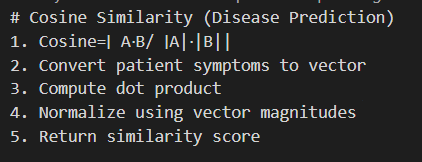 # Cosine Similarity (Disease Prediction)
1. Cosine=| A·B/ |A|·|B||
2. Convert patient symptoms to vector
3. Compute dot product
4. Normalize using vector magnitudes
5. Return similarity score